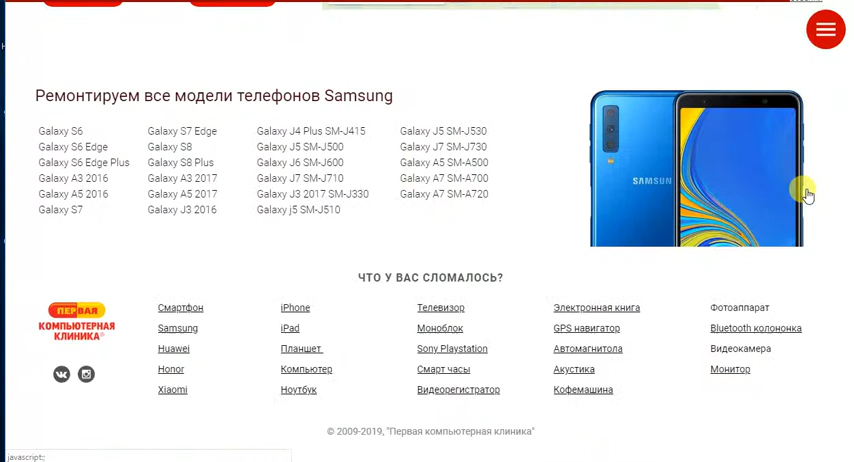 Ремонтируем все модели телефонов Samsung
Galaxy S6
Galaxy S6 Edge
Galaxy S6 Edge Plus
Galaxy A3 2016
Galaxy A5 2016
Galaxy S7
Galaxy S7 Edge
Galaxy S8
Galaxy S8 Plus
Galaxy A3 2017
Galaxy A5 2017
Galaxy J3 2016
Galaxy J4 Plus SM-J415
Galaxy J5 SM-J500
Galaxy J6 SM-J600
Galaxy J7 SM-J710
Galaxy J3 2017 SM-J330
Galaxy j5 SM-J510
Galaxy J5 SM-J530
Galaxy J7 SM-J730
Galaxy A5 SM-A500
Galaxy A7 SM-A700
Galaxy A7 SM-A720
SAMSUN
ЧТО У ВАС СЛОМАЛОСЬ?
ПЕРВАЯ
КОМПЬЮТЕРНАЯ
КЛИНИКА®
Смартфон
Samsung
Huawei
Honor
Xiaomi
iPhone
iPad
Планшет
Компьютер
Ноутбук
Телевизор
Моноблок
Sony Playstation
Смарт часы
Видеорегистратор
Электронная книга
GPS навигатор
Автомагнитола
Акустика
Кофемашина
Фотоаппарат
Bluetooth колононка
Видеокамера
Монитор
© 2009-2019, "Первая компьютерная клиника"
javascript:;